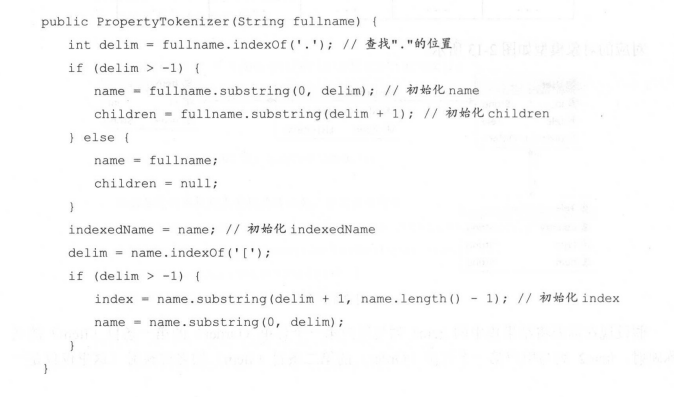 public PropertyTokenizer(String fullname) {
int delim = fullname.indexOf('.'); // 查找"."的位置
if (delim > -1) {
name = fullname.substring(0, delim); // 初始化 name
children = fullname.substring(delim + 1); // 初始化 children
} else {
name = fullname;
children = null;
}
indexedName = name; // 初始化 indexedName
delim = name.indexOf('[');
if (delim > -1) {
index = name.substring(delim + 1, name.length() - 1); // 初始化 index
name = name.substring(0, delim);
}
}